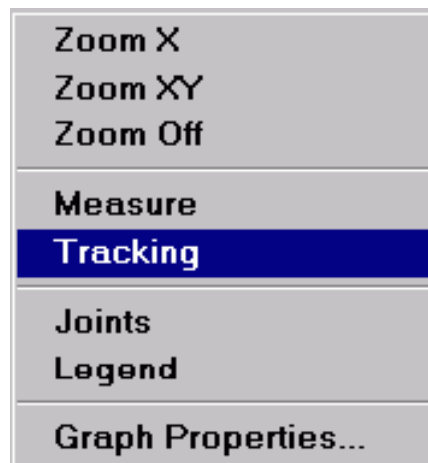 Zoom X
Zoom XY
Zoom Off
Measure
Tracking
Joints
Legend
Graph Properties...